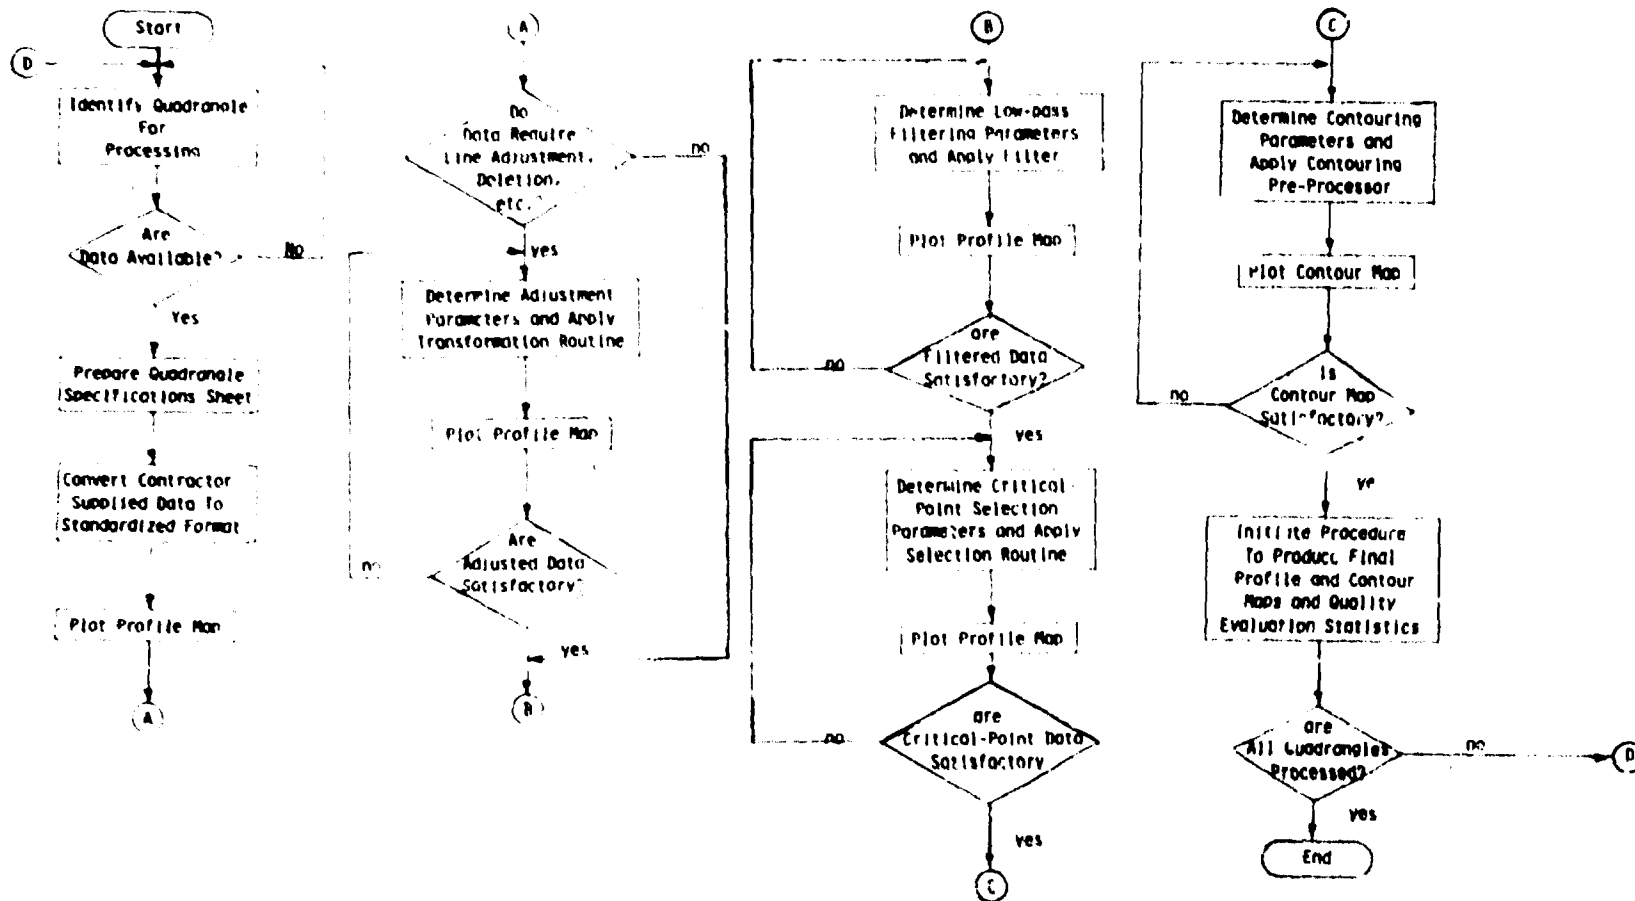 Start
D
Identify Quadrangle
For
Processing
Are
Data Available?
No
Yes
Prepare Quadrangle
Specifications Sheet
Convert Contractor
Supplied Data To
Standardized Format
Plot Profile Map
A
A
Do
Data Require
Line Adjustment,
Deletion,
etc.?
no
yes
Determine Adjustment
Parameters and Apply
Transformation Routine
Plot Profile Map
Are
Adjusted Data
Satisfactory?
no
yes
B
B
Determine Low-pass
Filtering Parameters
and Apply Filter
Plot Profile Map
are
Filtered Data
Satisfactory?
no
yes
Determine Critical-
Point Selection
Parameters and Apply
Selection Routine
Plot Profile Map
are
Critical-Point Data
Satisfactory
no
yes
C
C
Determine Contouring
Parameters and
Apply Contouring
Pre-Processor
Plot Contour Map
Is
Contour Map
Satisfactory?
no
ye
Initiate Procedure
To Produce Final
Profile and Contour
Maps and Quality
Evaluation Statistics
are
All Quadrangles
Processed?
no
D
yes
End